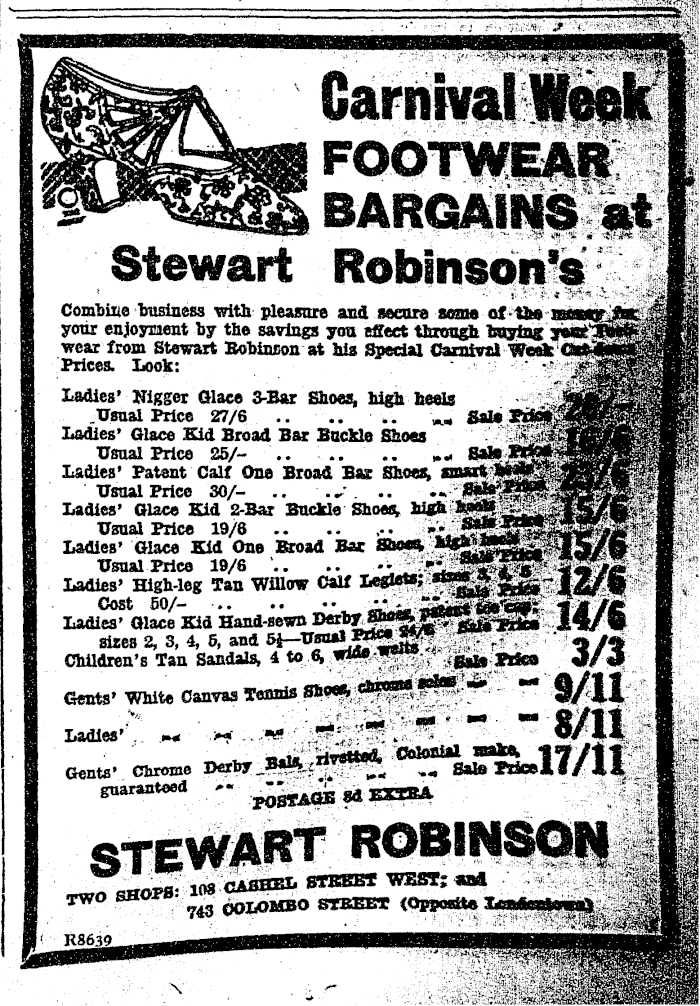 Carnival Week
FOOTWEAR
BARGAINS at
Stewart Robinson's
Combine business with pleasure and secure some of the money for
your enjoyment by the savings you effect through buying your Foot-
wear from Stewart Robinson at his Special Carnival Week Cut-down
Prices. Look:
Ladies' Nigger Glace 3-Bar Shoes, high heels
Usual Price 27/6 .. .. .. .. Sale Price
Ladies' Glace Kid Broad Bar Buckle Shoes
Usual Price 25/- .. .. .. .. Sale Price 16/6
Ladies' Patent Calf One Broad Bar Shoes, smart heels
Usual Price 30/- .. .. .. .. Sale Price
Ladies' Glace Kid 2-Bar Buckle Shoes, high heels
Usual Price 19/6 .. .. .. .. Sale Price 15/6
Ladies' Glace Kid One Broad Bar Shoes, high heels
Usual Price 19/6 .. .. .. .. Sale Price 15/6
Ladies' High-leg Tan Willow Calf Leglets; sizes 3, 4, 5
Cost 50/- .. .. .. .. Sale Price 12/6
Ladies' Glace Kid Hand-sewn Derby Shoes, patent toe cap;
sizes 2, 3, 4, 5, and 5½—Usual Price 24/6 Sale Price 14/6
Children's Tan Sandals, 4 to 6, wide welts Sale Price 3/3
Gents' White Canvas Tennis Shoes, chrome soles .. .. 9/11
Ladies' .. .. .. .. .. .. .. .. 8/11
Gents' Chrome Derby Bals, rivetted, Colonial make,
guaranteed .. .. .. .. .. Sale Price 17/11
POSTAGE 8d EXTRA
STEWART ROBINSON
TWO SHOPS: 108 CASHEL STREET WEST; and
743 COLOMBO STREET (Opposite Londontown)
R8639